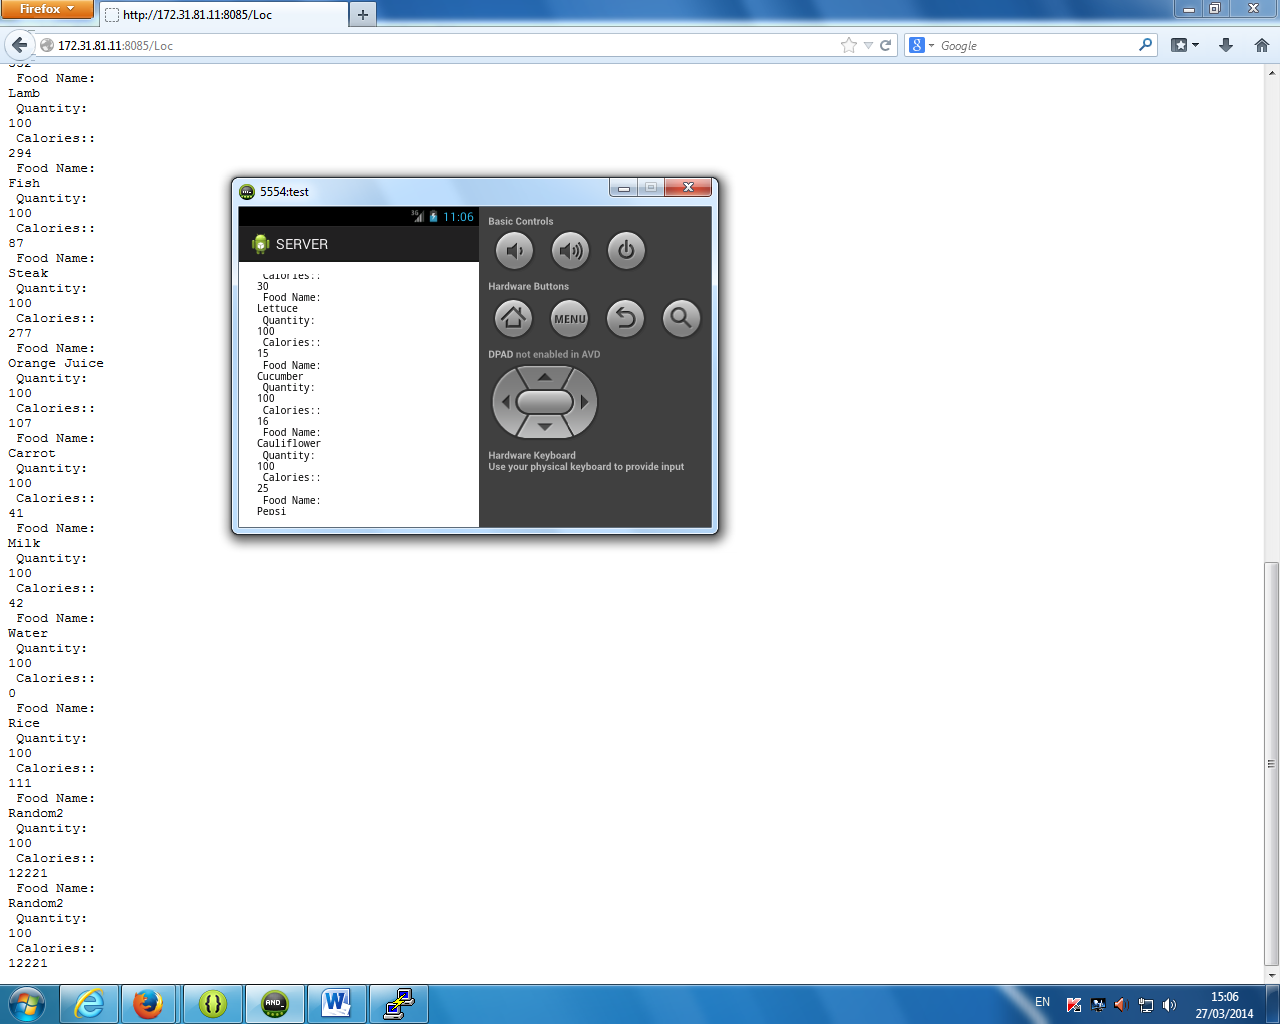 Firefox
http://172.31.81.11:8085/Loc
172.31.81.11:8085/Loc
Google
Food Name:
Lamb
Quantity:
100
Calories::
294
Food Name:
Fish
Quantity:
100
Calories::
87
Food Name:
Steak
Quantity:
100
Calories::
277
Food Name:
Orange Juice
Quantity:
100
Calories::
107
Food Name:
Carrot
Quantity:
100
Calories::
41
Food Name:
Milk
Quantity:
100
Calories::
42
Food Name:
Water
Quantity:
100
Calories::
0
Food Name:
Rice
Quantity:
100
Calories::
111
Food Name:
Random2
Quantity:
100
Calories::
12221
Food Name:
Random2
Quantity:
100
Calories::
12221
5554:test
3G 11:06
SERVER
Calories::
30
Food Name:
Lettuce
Quantity:
100
Calories::
15
Food Name:
Cucumber
Quantity:
100
Calories::
16
Food Name:
Cauliflower
Quantity:
100
Calories::
25
Food Name:
Pepsi
Basic Controls
Hardware Buttons
MENU
DPAD not enabled in AVD
Hardware Keyboard
Use your physical keyboard to provide input
EN
15:06
27/03/2014